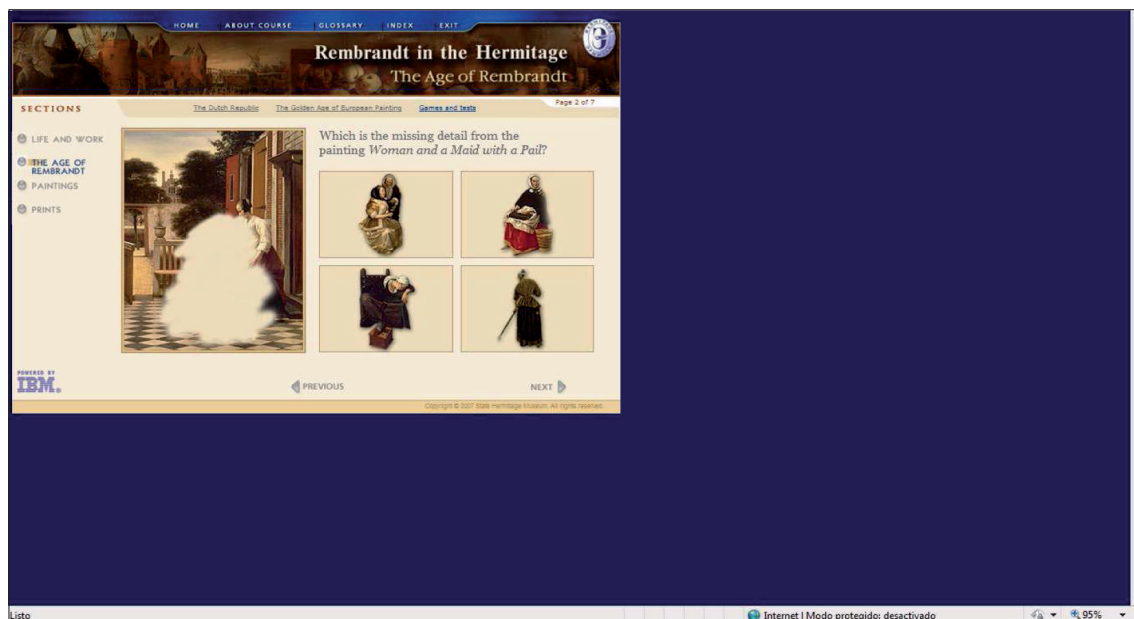 HOME ABOUT COURSE GLOSSARY INDEX EXIT
Rembrandt in the Hermitage
The Age of Rembrandt
SECTIONS
The Dutch Republic The Golden Age of European Painting Games and tests
Page 2 of 7
LIFE AND WORK
THE AGE OF
REMBRANDT
PAINTINGS
PRINTS
Which is the missing detail from the
painting Woman and a Maid with a Pail?
POWERED BY
IBM.
PREVIOUS
NEXT
Copyright © 2007 State Hermitage Museum. All rights reserved.
Listo
Internet | Modo protegido: desactivado
95%